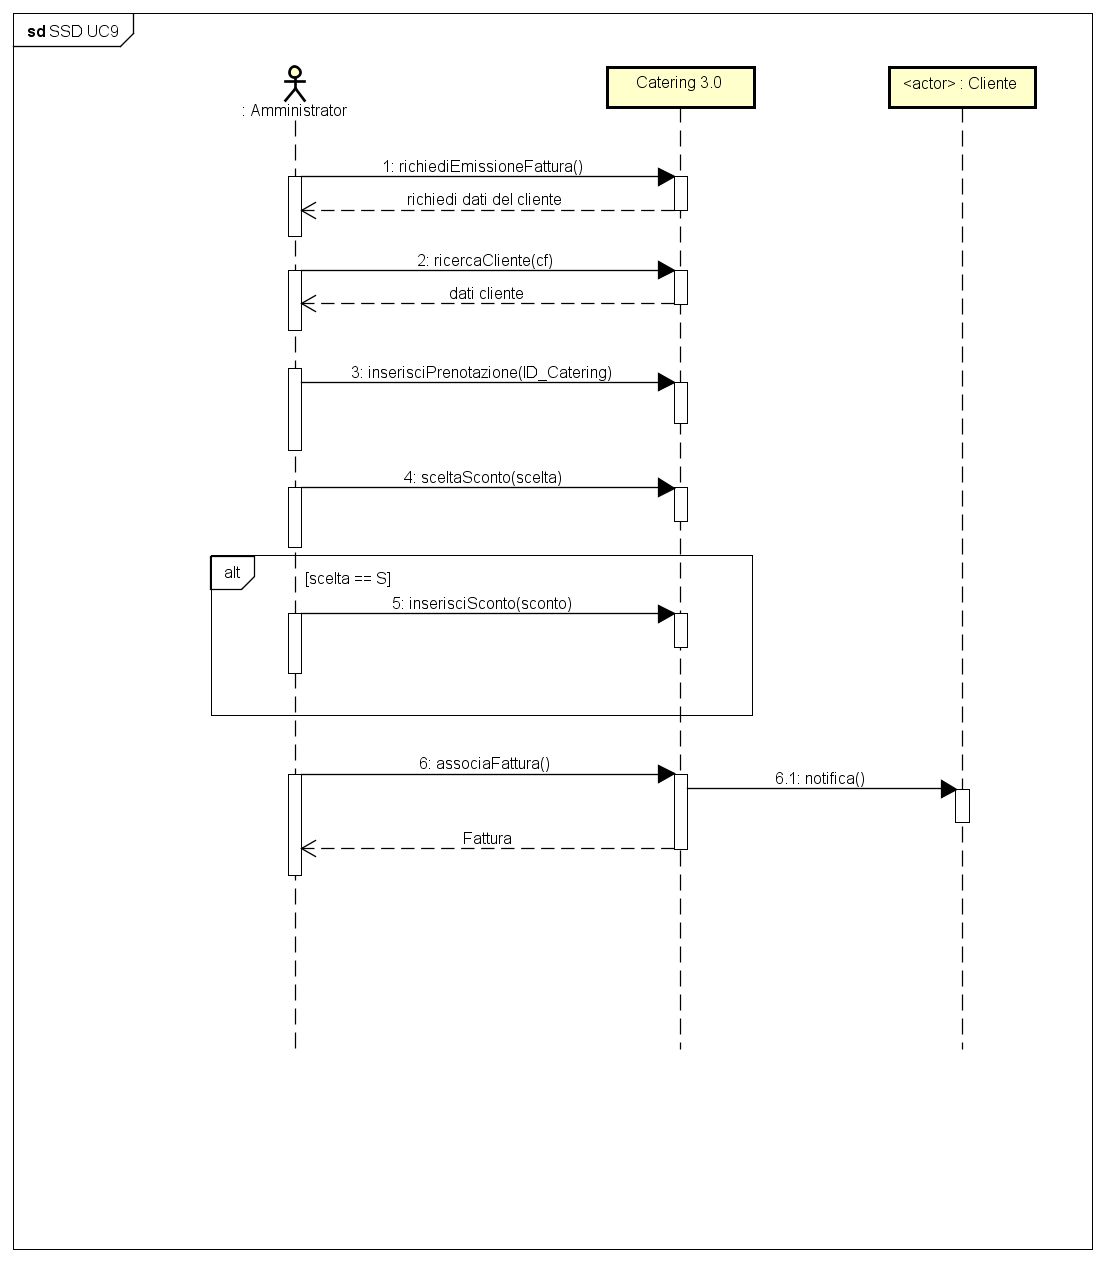 sd SSD UC9
: Amministrator
Catering 3.0
<actor> : Cliente
1: richiediEmissioneFattura()
richiedi dati del cliente
2: ricercaCliente(cf)
dati cliente
3: inserisciPrenotazione(ID_Catering)
4: sceltaSconto(scelta)
alt
[scelta == S]
5: inserisciSconto(sconto)
6: associaFattura()
6.1: notifica()
Fattura